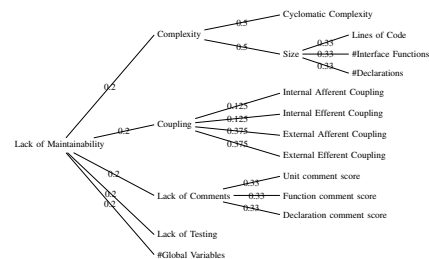 Cyclomatic Complexity
0.5
Complexity
Lines of Code
0.5
0.33
Size
0.33
#Interface Functions
0.33
#Declarations
0.2
Internal Afferent Coupling
0.125
Internal Efferent Coupling
0.125
Coupling
0.2
0.375
External Afferent Coupling
0.375
Lack of Maintainability
External Efferent Coupling
0.2
Unit comment score
0.33
Lack of Comments
0.33
Function comment score
0.2
0.2
0.33
Declaration comment score
Lack of Testing
#Global Variables